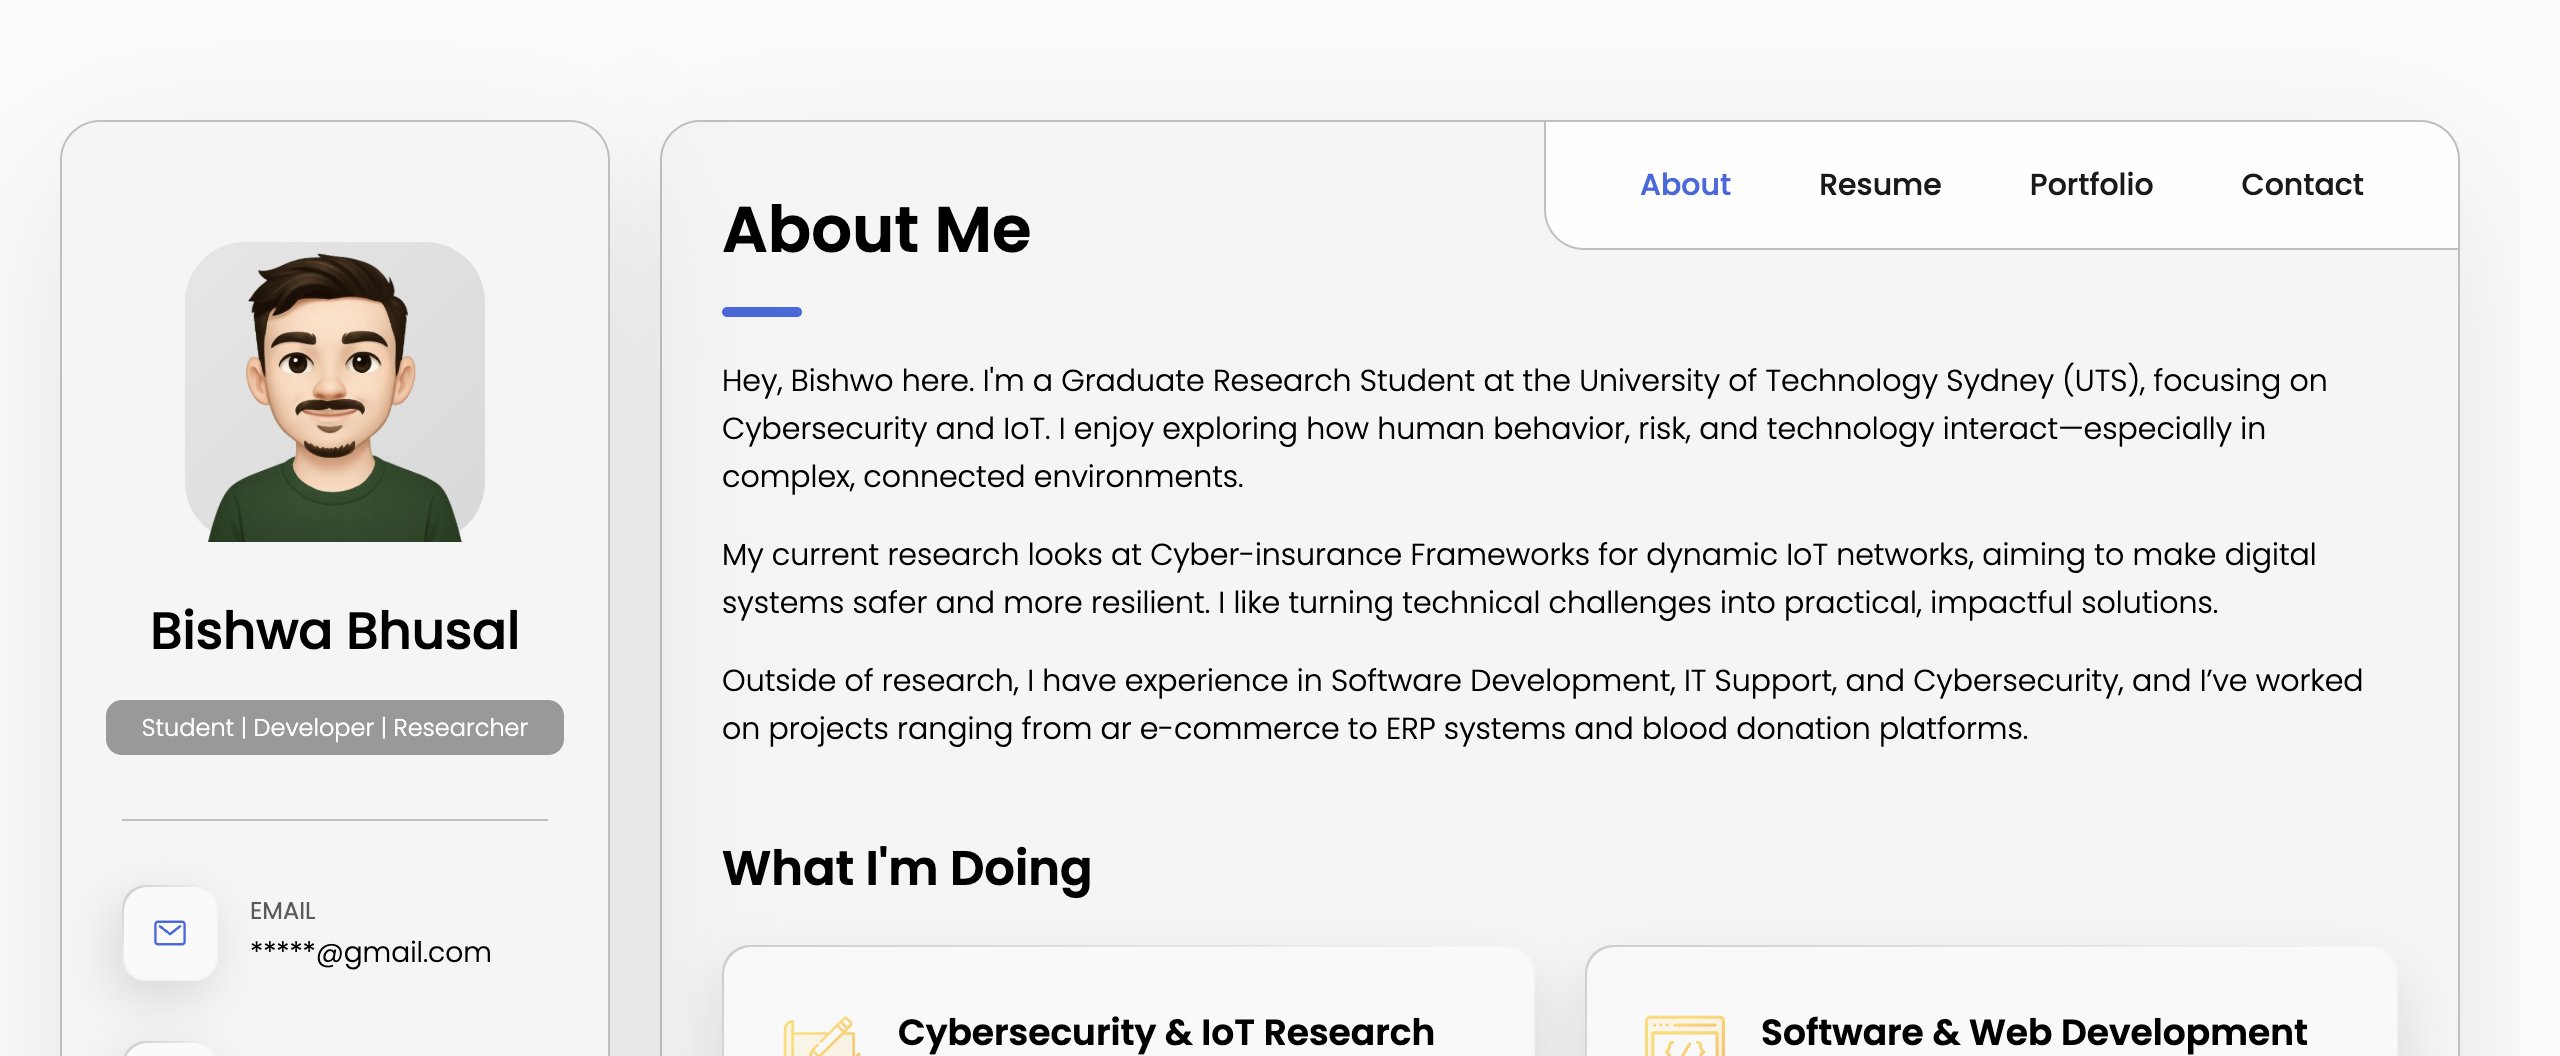 Bishwa Bhusal
Student | Developer | Researcher
EMAIL
*****@gmail.com
About
Resume
Portfolio
Contact
About Me
Hey, Bishwo here. I'm a Graduate Research Student at the University of Technology Sydney (UTS), focusing on
Cybersecurity and IoT. I enjoy exploring how human behavior, risk, and technology interact—especially in
complex, connected environments.
My current research looks at Cyber-insurance Frameworks for dynamic IoT networks, aiming to make digital
systems safer and more resilient. I like turning technical challenges into practical, impactful solutions.
Outside of research, I have experience in Software Development, IT Support, and Cybersecurity, and I’ve worked
on projects ranging from ar e-commerce to ERP systems and blood donation platforms.
What I'm Doing
Cybersecurity & IoT Research
Software & Web Development